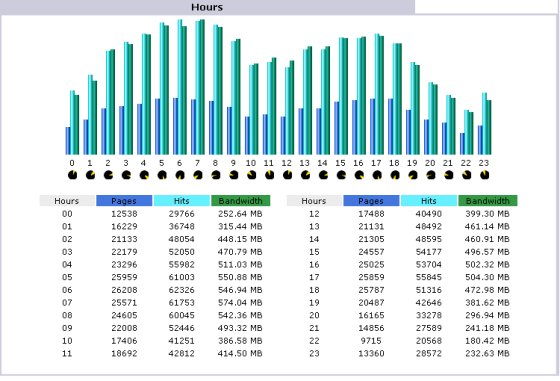 Hours
0 1 2 3 4 5 6 7 8 9 10 11 12 13 14 15 16 17 18 19 20 21 22 23
Hours Pages Hits Bandwidth Hours Pages Hits Bandwidth
00 12538 29766 252.64 MB 12 17488 40490 399.30 MB
01 16229 36748 315.44 MB 13 21131 48492 461.14 MB
02 21133 48054 448.15 MB 14 21305 48595 460.91 MB
03 22179 52050 470.79 MB 15 24557 54177 496.57 MB
04 23296 55982 511.03 MB 16 25025 53704 502.32 MB
05 25959 61003 550.88 MB 17 25859 55845 504.30 MB
06 26208 62326 546.94 MB 18 25787 51316 472.98 MB
07 25571 61753 574.04 MB 19 20487 42646 381.62 MB
08 24605 60045 542.36 MB 20 16165 33278 296.94 MB
09 22008 52446 493.32 MB 21 14856 27589 241.18 MB
10 17406 41251 386.58 MB 22 9715 20568 180.42 MB
11 18692 42812 414.50 MB 23 13360 28572 232.63 MB